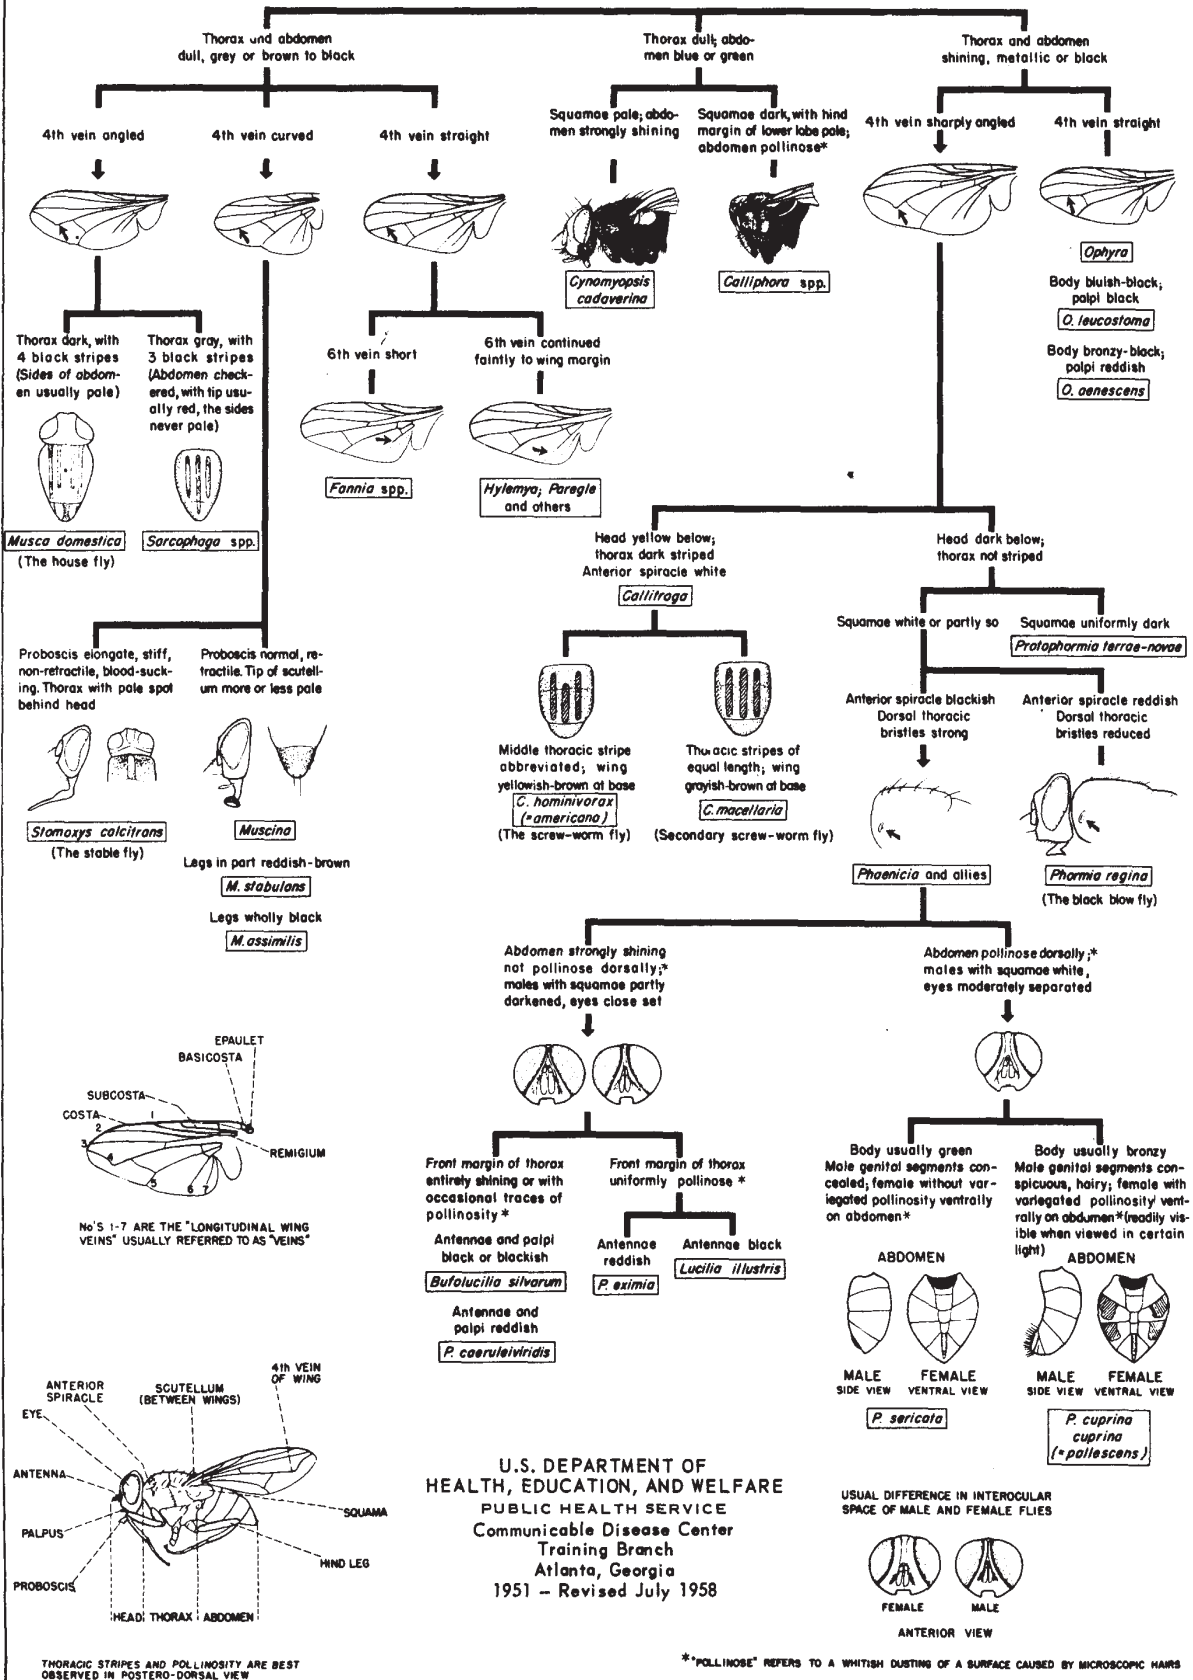 Thorax and abdomen
dull, grey or brown to black
Thorax dull; abdo-
men blue or green
Thorax and abdomen
shining, metallic or black
4th vein angled
4th vein curved
4th vein straight
Squamae pale; abdo-
men strongly shining
Squamae dark, with hind
margin of lower lobe pale;
abdomen pollinose*
4th vein sharply angled
4th vein straight
Cynomyopsis
cadaverina
Calliphora spp.
Ophyra
Body bluish-black;
palpi black
O. leucostoma
Body bronzy-black;
palpi reddish
O. aenescens
Thorax dark, with
4 black stripes
(Sides of abdom-
en usually pale)
Thorax gray, with
3 black stripes
(Abdomen check-
ered, with tip usu-
ally red, the sides
never pale)
6th vein short
6th vein continued
faintly to wing margin
Musca domestica
(The house fly)
Sarcophaga spp.
Fannia spp.
Hylemya; Paregle
and others
Head yellow below;
thorax dark striped
Anterior spiracle white
Callitroga
Head dark below;
thorax not striped
Squamae white or partly so
Squamae uniformly dark
Protophormia terrae-novae
Proboscis elongate, stiff,
non-retractile, blood-suck-
ing. Thorax with pale spot
behind head
Proboscis normal, re-
tractile. Tip of scutell-
um more or less pale
Anterior spiracle blackish
Dorsal thoracic
bristles strong
Anterior spiracle reddish
Dorsal thoracic
bristles reduced
Middle thoracic stripe
abbreviated; wing
yellowish-brown at base
C. hominivorax
(=americana)
(The screw-worm fly)
Thoracic stripes of
equal length; wing
grayish-brown at base
C. macellaria
(Secondary screw-worm fly)
Stomoxys calcitrans
(The stable fly)
Muscina
Legs in part reddish-brown
M. stabulans
Legs wholly black
M. assimilis
Phaenicia and allies
Phormia regina
(The black blow fly)
Abdomen strongly shining
not pollinose dorsally;*
males with squamae partly
darkened, eyes close set
Abdomen pollinose dorsally;*
males with squamae white,
eyes moderately separated
EPAULET
BASICOSTA
SUBCOSTA
COSTA
1
2
3
4
5
6 7
REMIGIUM
No'S 1-7 ARE THE "LONGITUDINAL WING
VEINS" USUALLY REFERRED TO AS "VEINS"
Front margin of thorax
entirely shining or with
occasional traces of
pollinosity*
Antennae and palpi
black or blackish
Bufolucilia silvarum
Antennae and
palpi reddish
P. caeruleiviridis
Front margin of thorax
uniformly pollinose *
Antennae
reddish
P. eximia
Antennae black
Lucilia illustris
Body usually green
Male genital segments con-
cealed; female without var-
iegated pollinosity ventrally
on abdomen*
ABDOMEN
MALE
SIDE VIEW
FEMALE
VENTRAL VIEW
P. sericata
Body usually bronzy
Male genital segments con-
spicuous, hairy; female with
variegated pollinosity vent-
rally on abdomen*(readily vis-
ible when viewed in certain
light)
ABDOMEN
MALE
SIDE VIEW
FEMALE
VENTRAL VIEW
P. cuprina
cuprina
(=pallescens)
ANTERIOR
SPIRACLE
SCUTELLUM
(BETWEEN WINGS)
4th VEIN
OF WING
EYE
ANTENNA
PALPUS
PROBOSCIS
SQUAMA
HIND LEG
HEAD THORAX ABDOMEN
U.S. DEPARTMENT OF
HEALTH, EDUCATION, AND WELFARE
PUBLIC HEALTH SERVICE
Communicable Disease Center
Training Branch
Atlanta, Georgia
1951 – Revised July 1958
USUAL DIFFERENCE IN INTEROCULAR
SPACE OF MALE AND FEMALE FLIES
FEMALE
MALE
ANTERIOR VIEW
THORACIC STRIPES AND POLLINOSITY ARE BEST
OBSERVED IN POSTERO-DORSAL VIEW
*"POLLINOSE" REFERS TO A WHITISH DUSTING OF A SURFACE CAUSED BY MICROSCOPIC HAIRS